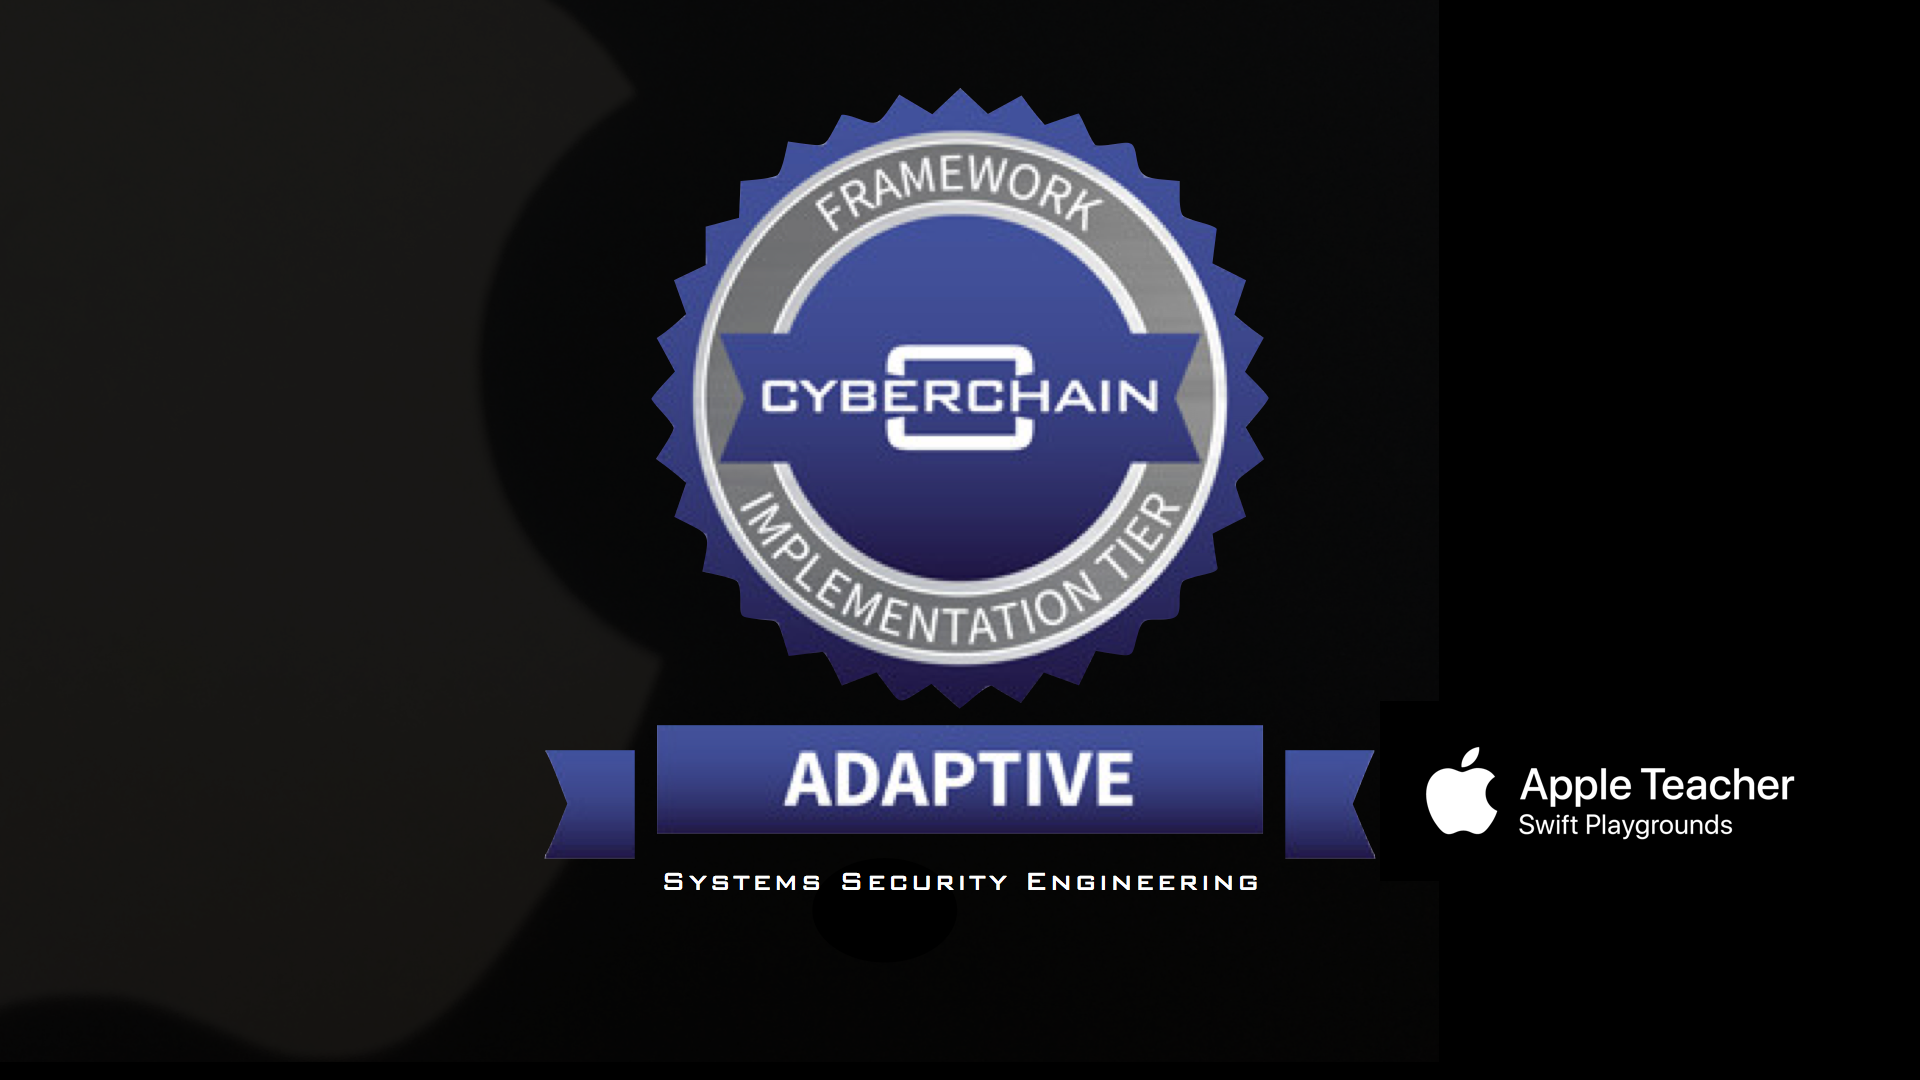 FRAMEWORK
CYBERCHAIN
IMPLEMENTATION TIER
ADAPTIVE
Systems Security Engineering
Apple Teacher
Swift Playgrounds